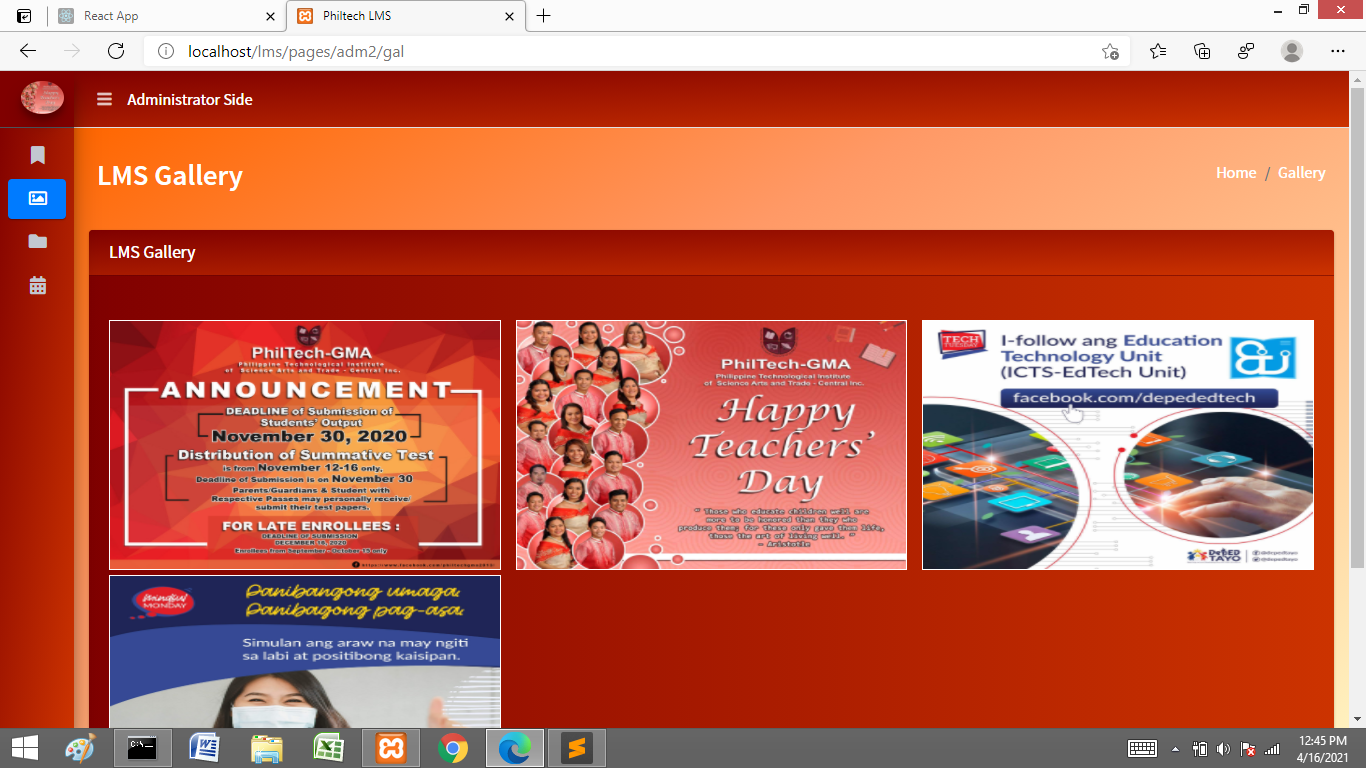 React App
Philtech LMS
localhost/lms/pages/adm2/gal
Administrator Side
LMS Gallery
Home / Gallery
LMS Gallery
PhilTech-GMA
Philippine Technological Institute
of Science Arts and Trade - Central Inc.
ANNOUNCEMENT
DEADLINE of Submission of
Students' Output
November 30, 2020
Distribution of Summative Test
is from November 12-16 only,
Deadline of Submission is on November 30
Parents/Guardians & Student with
Respective Passes may personally receive/
submit their test papers.
FOR LATE ENROLLEES :
DEADLINE OF SUBMISSION
DECEMBER 16, 2020
Enrollees from September - October 15 only
PhilTech-GMA
Philippine Technological Institute
of Science Arts and Trade - Central Inc.
Happy
Teachers'
Day
" Those who educate children well are
more to be honored than they who
produce them; for these only gave them life,
those the art of living well. "
- Aristotle
TECH
TUESDAY
I-follow ang Education
Technology Unit
(ICTS-EdTech Unit)
facebook.com/depededtech
DepED
TAYO
@depedtayo
@depedtayo
mindful
MONDAY
Panibangong umaga,
Panibagong pag-asa.
Simulan ang araw na may ngiti
sa labi at positibong kaisipan.
12:45 PM
4/16/2021